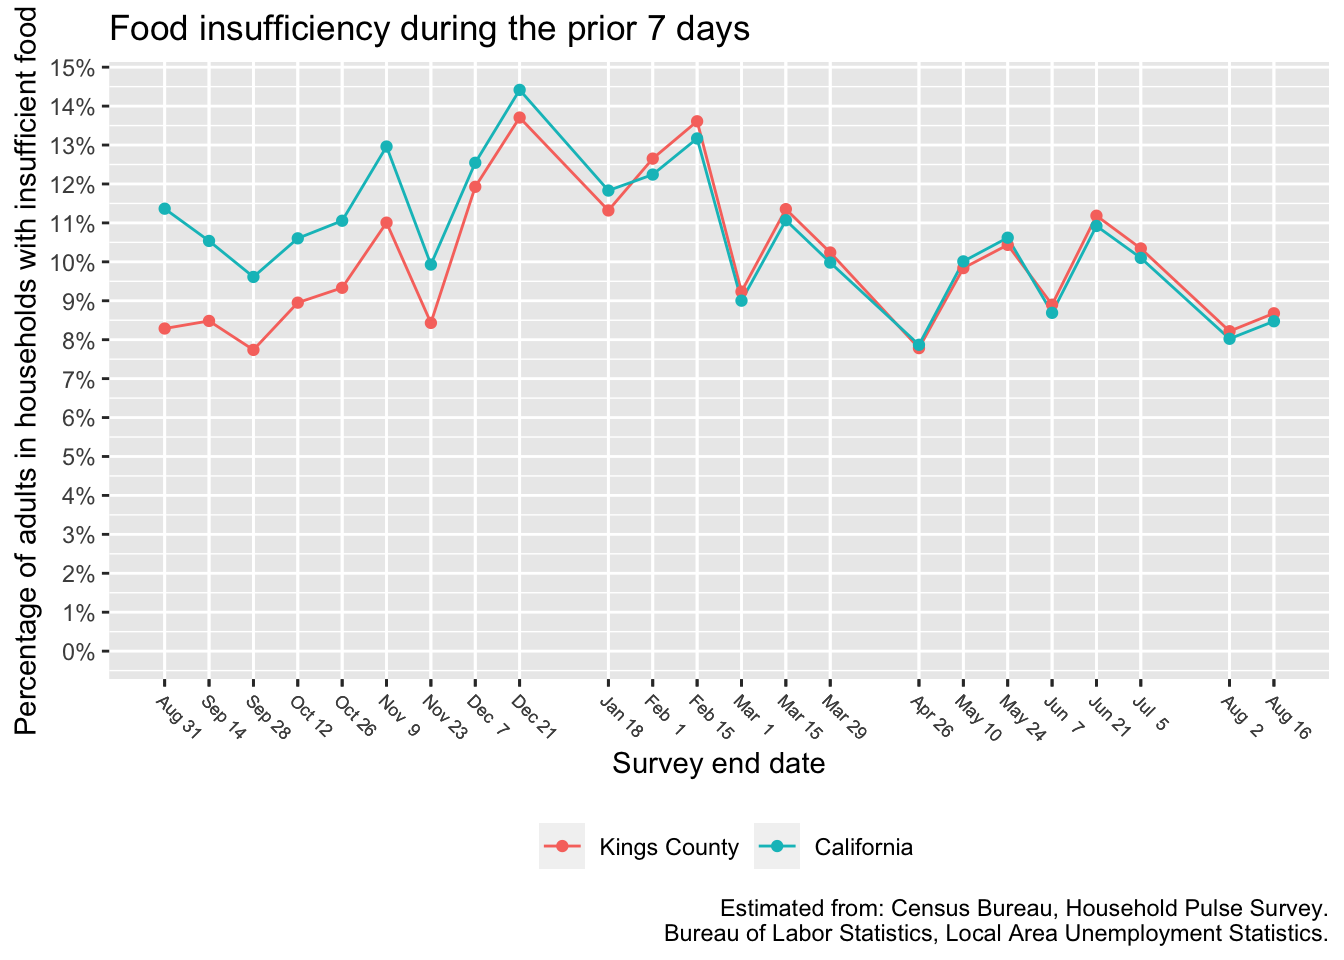 Food insufficiency during the prior 7 days
Percentage of adults in households with insufficient food
15%
14%
13%
12%
11%
10%
9%
8%
7%
6%
5%
4%
3%
2%
1%
0%
Aug 31
Sep 14
Sep 28
Oct 12
Oct 26
Nov 9
Nov 23
Dec 7
Dec 21
Jan 18
Feb 1
Feb 15
Mar 1
Mar 15
Mar 29
Apr 26
May 10
May 24
Jun 7
Jun 21
Jul 5
Aug 2
Aug 16
Survey end date
Kings County
California
Estimated from: Census Bureau, Household Pulse Survey.
Bureau of Labor Statistics, Local Area Unemployment Statistics.